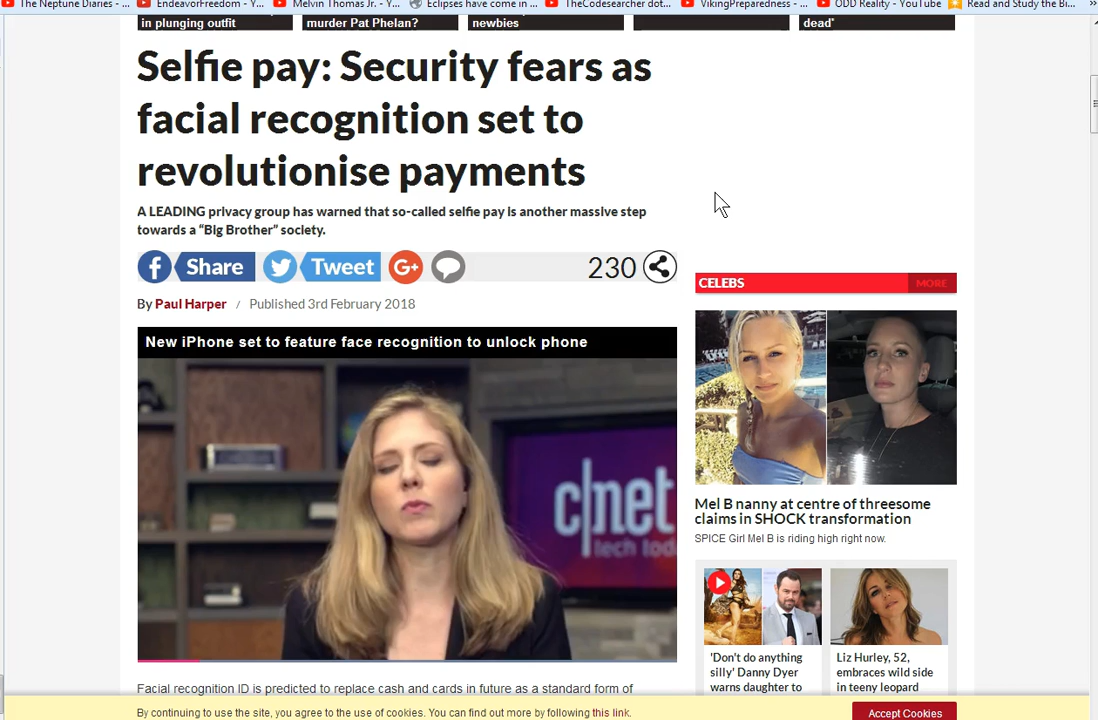 The Neptune Diaries - ...
EndeavorFreedom - Y...
Melvin Thomas Jr. - Y...
Eclipses have come in ...
TheCodesearcher dot...
VikingPreparedness - ...
ODD Reality - YouTube
Read and Study the Bi...
in plunging outfit
murder Pat Phelan?
newbies
dead'
Selfie pay: Security fears as
facial recognition set to
revolutionise payments
A LEADING privacy group has warned that so-called selfie pay is another massive step
towards a “Big Brother” society.
Share
Tweet
G+
230
By Paul Harper / Published 3rd February 2018
New iPhone set to feature face recognition to unlock phone
c|net
tech tod
CELEBS
MORE
Mel B nanny at centre of threesome
claims in SHOCK transformation
SPICE Girl Mel B is riding high right now.
'Don't do anything
silly' Danny Dyer
warns daughter to
Liz Hurley, 52,
embraces wild side
in teeny leopard
Facial recognition ID is predicted to replace cash and cards in future as a standard form of
By continuing to use the site, you agree to the use of cookies. You can find out more by following this link.
Accept Cookies